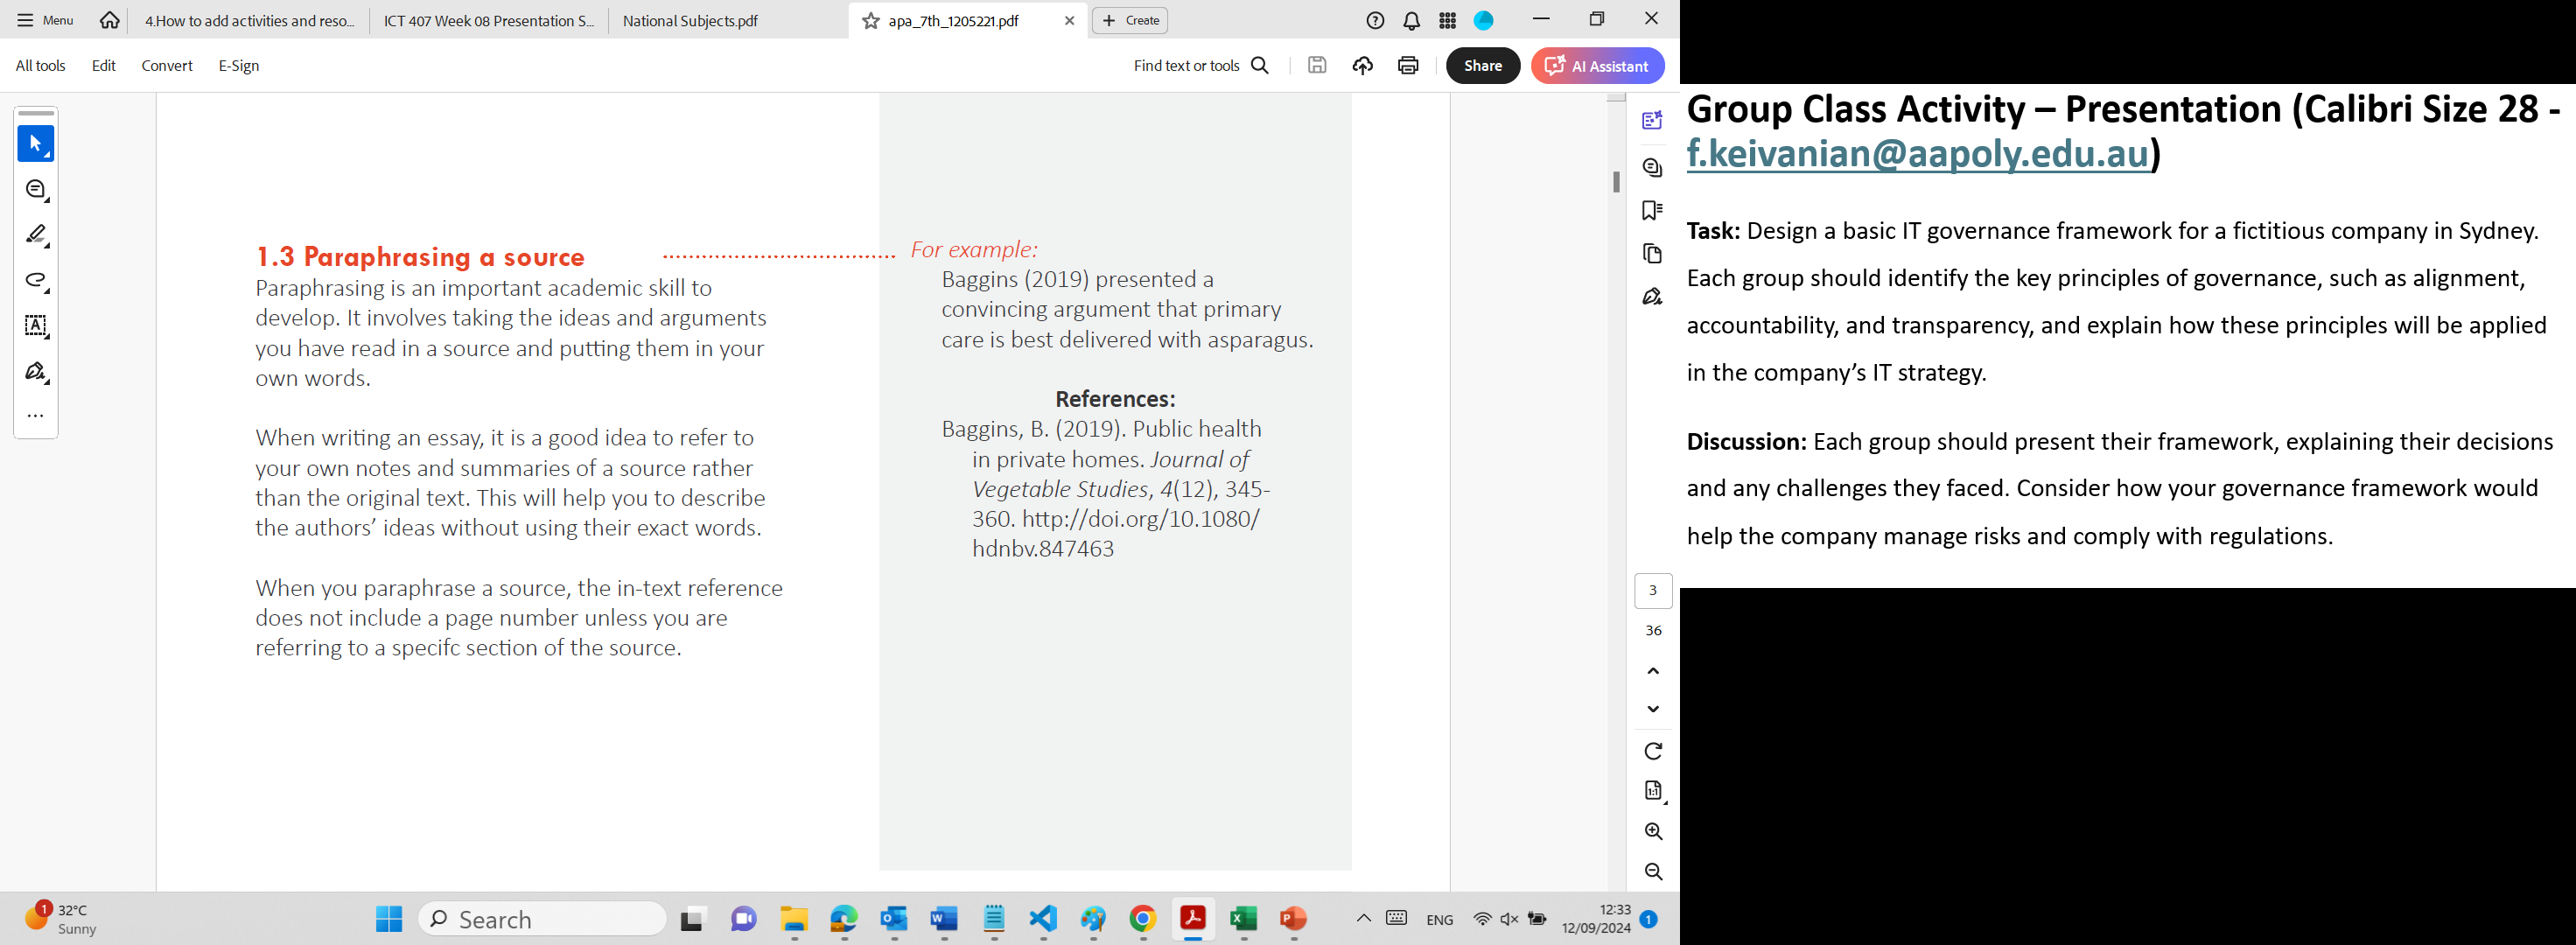 Menu
4.How to add activities and reso...
ICT 407 Week 08 Presentation S...
National Subjects.pdf
apa_7th_1205221.pdf
Create
All tools
Edit
Convert
E-Sign
Find text or tools
Share
AI Assistant
1.3 Paraphrasing a source
Paraphrasing is an important academic skill to
develop. It involves taking the ideas and arguments
you have read in a source and putting them in your
own words.
When writing an essay, it is a good idea to refer to
your own notes and summaries of a source rather
than the original text. This will help you to describe
the authors’ ideas without using their exact words.
When you paraphrase a source, the in-text reference
does not include a page number unless you are
referring to a specifc section of the source.
For example:
Baggins (2019) presented a
convincing argument that primary
care is best delivered with asparagus.
References:
Baggins, B. (2019). Public health
in private homes. Journal of
Vegetable Studies, 4(12), 345-
360. http://doi.org/10.1080/
hdnbv.847463
3
36
1:1
Group Class Activity – Presentation (Calibri Size 28 -
f.keivanian@aapoly.edu.au)
Task: Design a basic IT governance framework for a fictitious company in Sydney.
Each group should identify the key principles of governance, such as alignment,
accountability, and transparency, and explain how these principles will be applied
in the company’s IT strategy.
Discussion: Each group should present their framework, explaining their decisions
and any challenges they faced. Consider how your governance framework would
help the company manage risks and comply with regulations.
1
32°C
Sunny
Search
ENG
12:33
12/09/2024
1